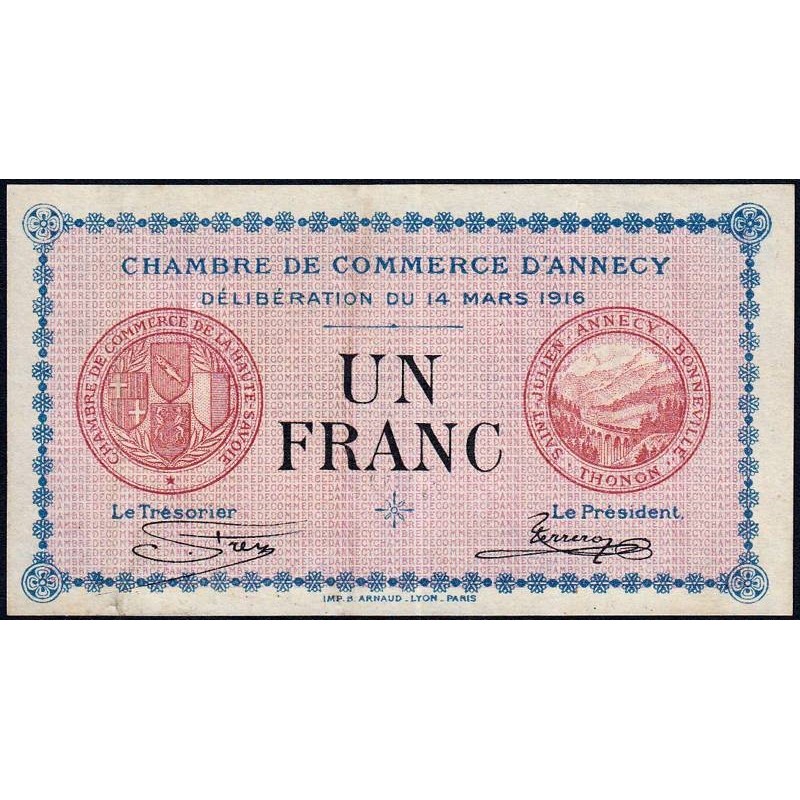 CHAMBRE DE COMMERCE D'ANNECY
DÉLIBÉRATION DU 14 MARS 1916
CHAMBRE DE COMMERCE DE LA HAUTE-SAVOIE
UN
FRANC
SAINT-JULIEN · ANNECY · BONNEVILLE · THONON
Le Trésorier
Le Président,
IMP. B. ARNAUD _ LYON _ PARIS